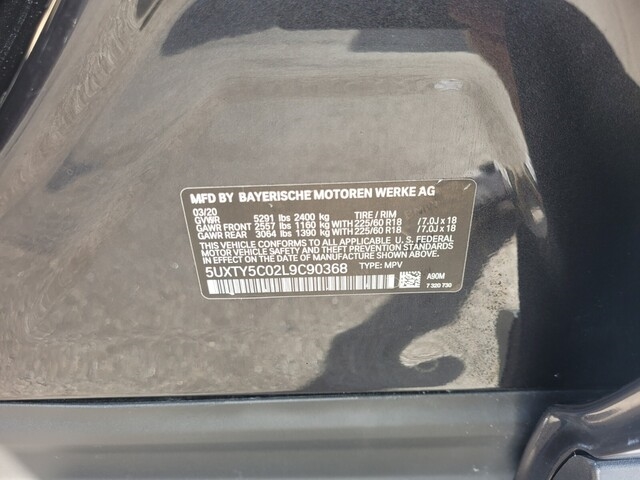 MFD BY BAYERISCHE MOTOREN WERKE AG
03/20 TIRE / RIM
GVWR 5291 lbs 2400 kg
GAWR FRONT 2557 lbs 1160 kg WITH 225/60 R18 /7.0J x 18
GAWR REAR 3064 lbs 1390 kg WITH 225/60 R18 /7.0J x 18
THIS VEHICLE CONFORMS TO ALL APPLICABLE U. S. FEDERAL
MOTOR VEHICLE SAFETY AND THEFT PREVENTION STANDARDS
IN EFFECT ON THE DATE OF MANUFACTURE SHOWN ABOVE.
5UXTY5C02L9C90368 TYPE: MPV
A90M
7 320 730